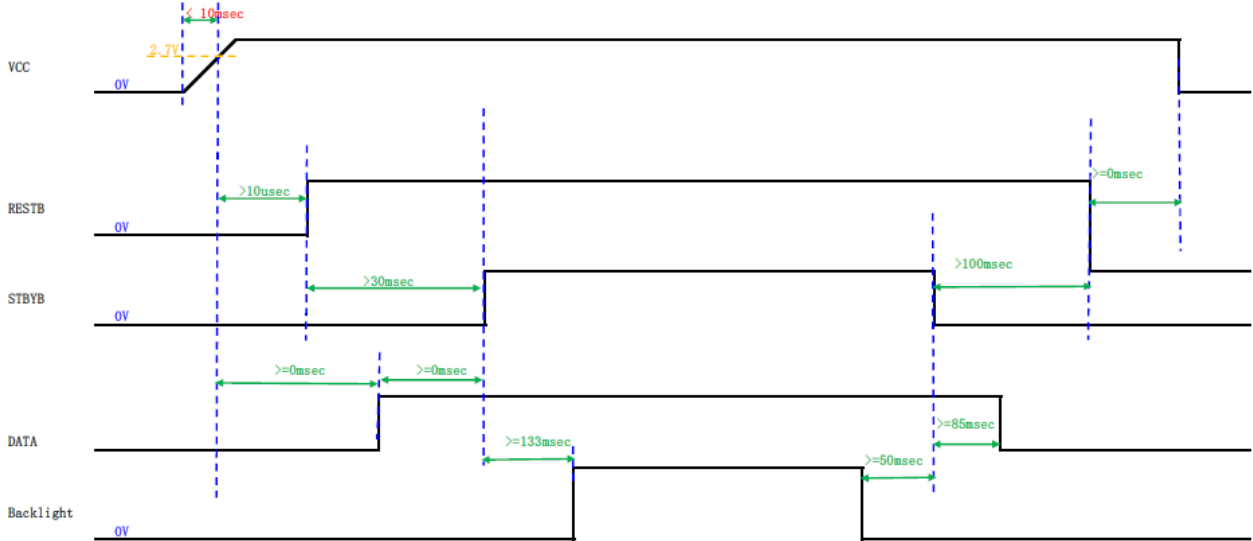 < 10msec
2.7V
VCC
0V
>=0msec
>10usec
RESTB
0V
>100msec
>30msec
STBYB
0V
>=0msec
>=0msec
>=85msec
DATA
>=133msec
>=50msec
Backlight
0V